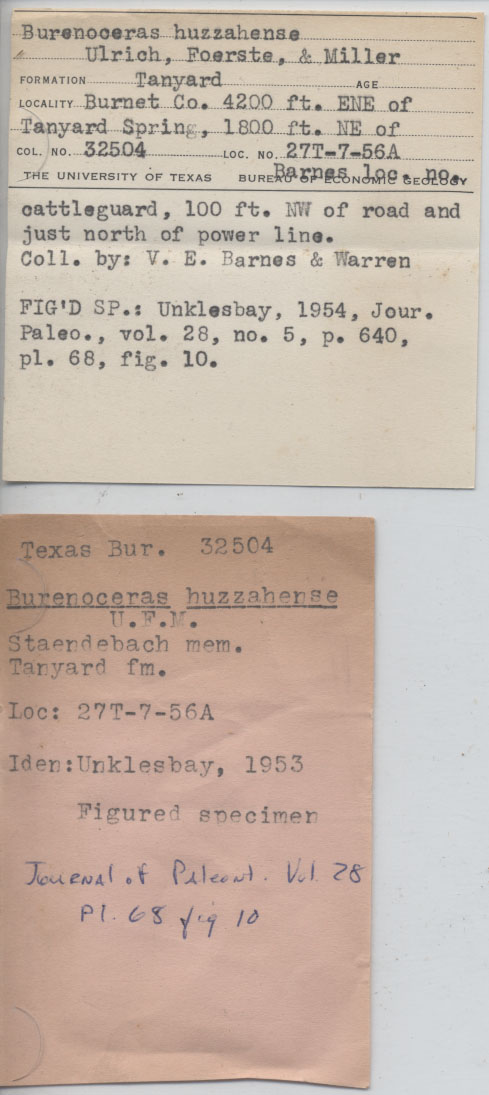 Burenoceras huzzahense
Ulrich, Foerste, & Miller
FORMATION Tanyard AGE
LOCALITY Burnet Co. 4200 ft. ENE of
Tanyard Spring, 1800 ft. NE of
COL. NO. 32504 LOC. NO. 27T-7-56A
Barnes loc. no.
THE UNIVERSITY OF TEXAS BUREAU OF ECONOMIC GEOLOGY
cattleguard, 100 ft. NW of road and
just north of power line.
Coll. by: V. E. Barnes & Warren
FIG'D SP.: Unklesbay, 1954, Jour.
Paleo., vol. 28, no. 5, p. 640,
pl. 68, fig. 10.
Texas Bur. 32504
Burenoceras huzzahense
U.F.M.
Staendebach mem.
Tanyard fm.
Loc: 27T-7-56A
Iden:Unklesbay, 1953
Figured specimen
Journal of Paleont. Vol. 28
Pl. 68 fig 10